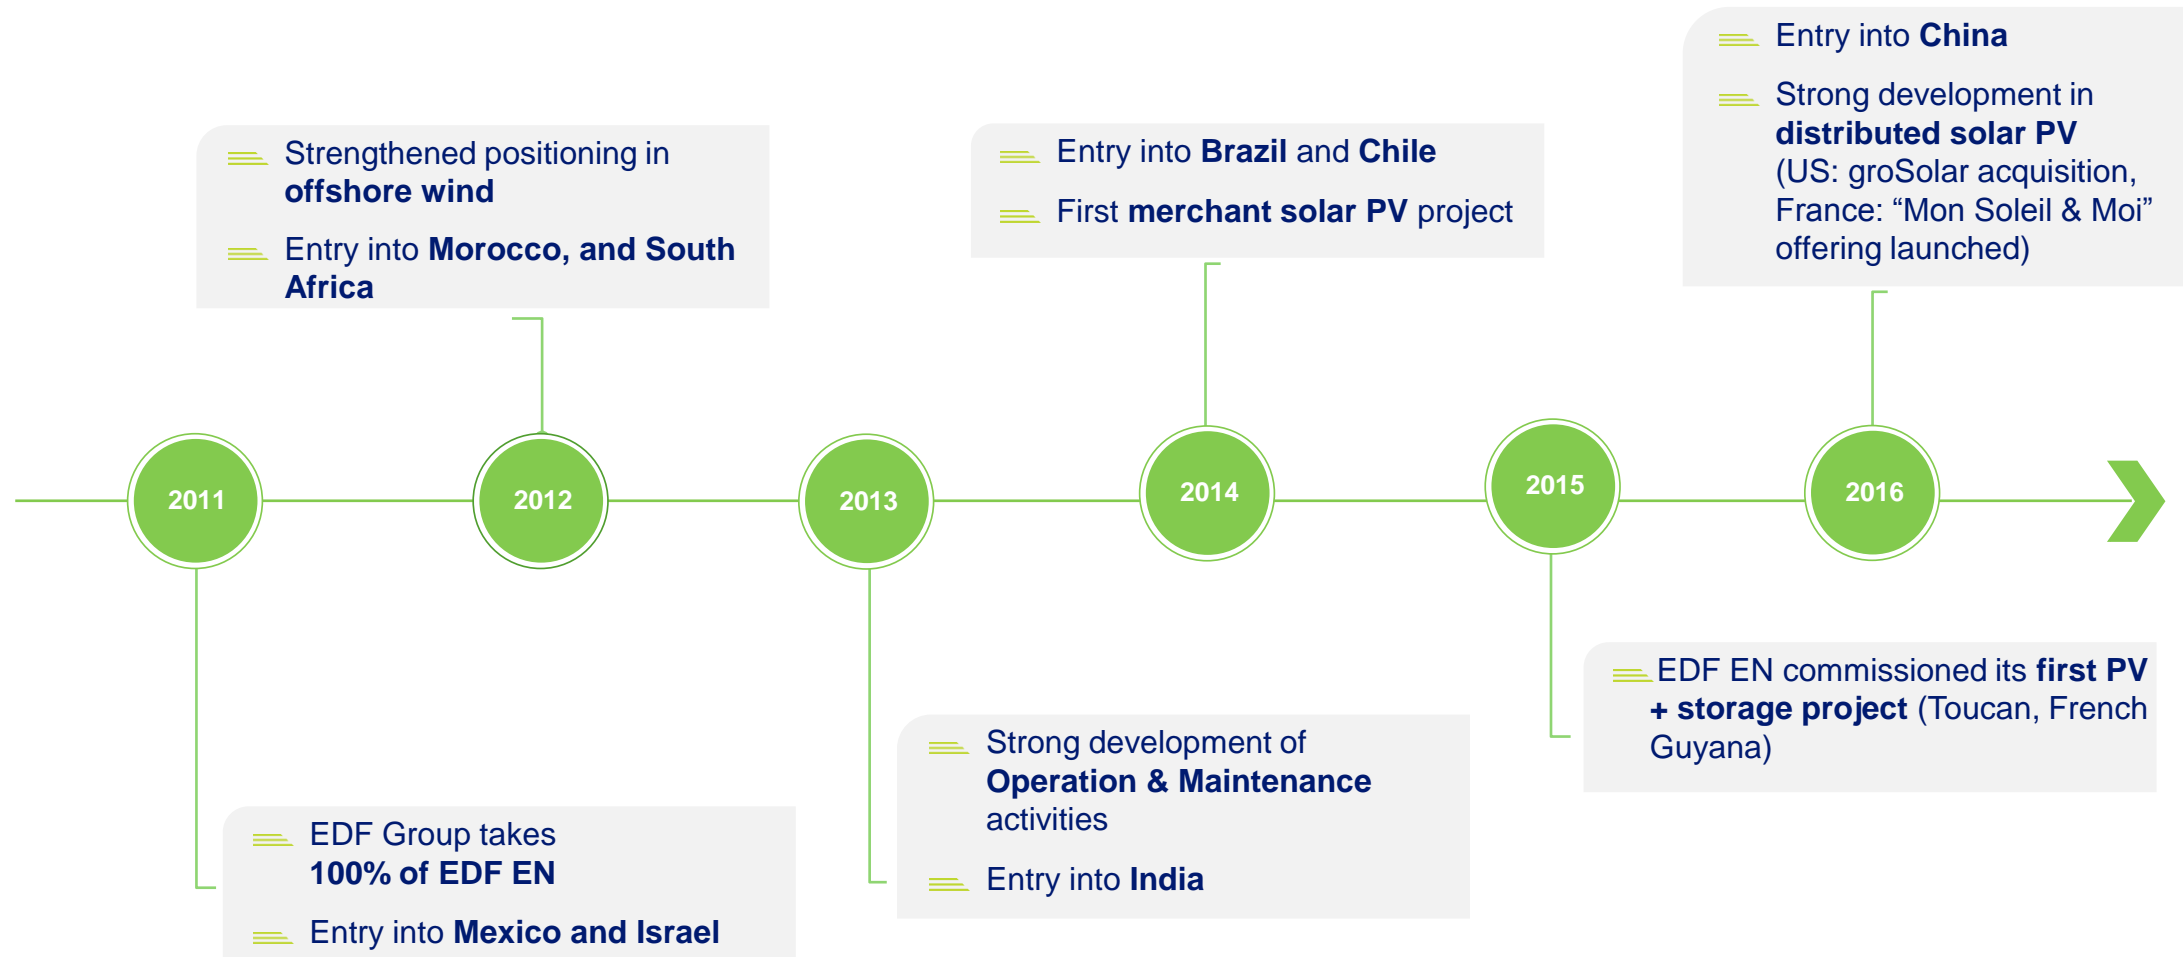 Entry into China
Strong development in
distributed solar PV
(US: groSolar acquisition,
France: “Mon Soleil & Moi”
offering launched)
Strengthened positioning in
offshore wind
Entry into Morocco, and South
Africa
Entry into Brazil and Chile
First merchant solar PV project
2011
2012
2013
2014
2015
2016
EDF EN commissioned its first PV
+ storage project (Toucan, French
Guyana)
Strong development of
Operation & Maintenance
activities
Entry into India
EDF Group takes
100% of EDF EN
Entry into Mexico and Israel